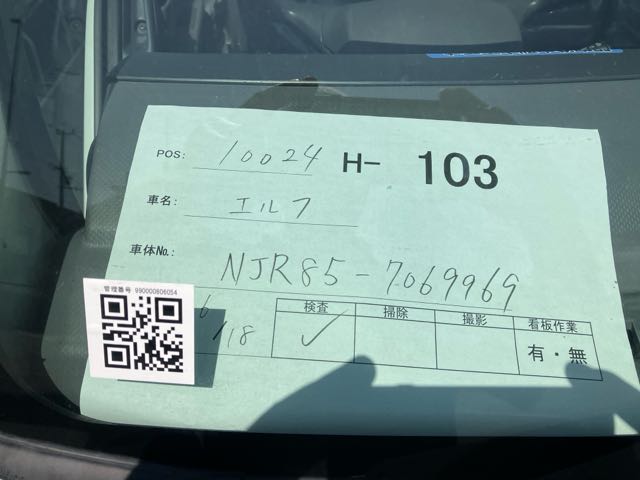 POS: 10024 H- 103
車名: エルフ
車体No.: NJR85-7069969
管理番号 990000806054
6/18
検査 掃除 撮影 看板作業
✓ 有・無